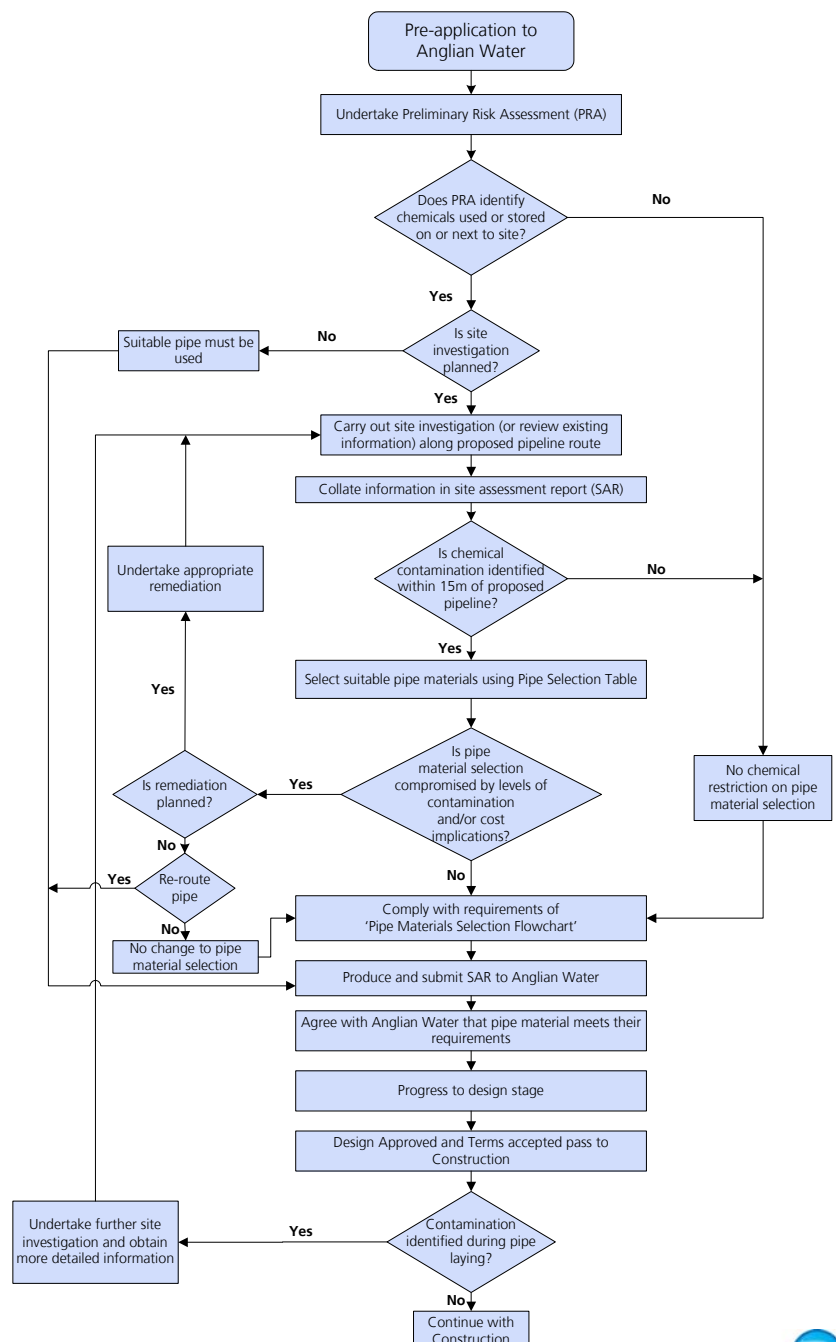 Pre-application to
Anglian Water
Undertake Preliminary Risk Assessment (PRA)
Does PRA identify
chemicals used or stored
on or next to site?
No
Yes
Is site
investigation
planned?
No
Suitable pipe must be
used
Yes
Carry out site investigation (or review existing
information) along proposed pipeline route
Collate information in site assessment report (SAR)
Is chemical
contamination identified
within 15m of proposed
pipeline?
No
Undertake appropriate
remediation
Yes
Select suitable pipe materials using Pipe Selection Table
Yes
Is pipe
material selection
compromised by levels of
contamination
and/or cost
implications?
Yes
Is remediation
planned?
No chemical
restriction on pipe
material selection
No
Yes
Re-route
pipe
No
Comply with requirements of
‘Pipe Materials Selection Flowchart’
No
No change to pipe
material selection
Produce and submit SAR to Anglian Water
Agree with Anglian Water that pipe material meets their
requirements
Progress to design stage
Design Approved and Terms accepted pass to
Construction
Undertake further site
investigation and obtain
more detailed information
Yes
Contamination
identified during pipe
laying?
No
Continue with
Construction